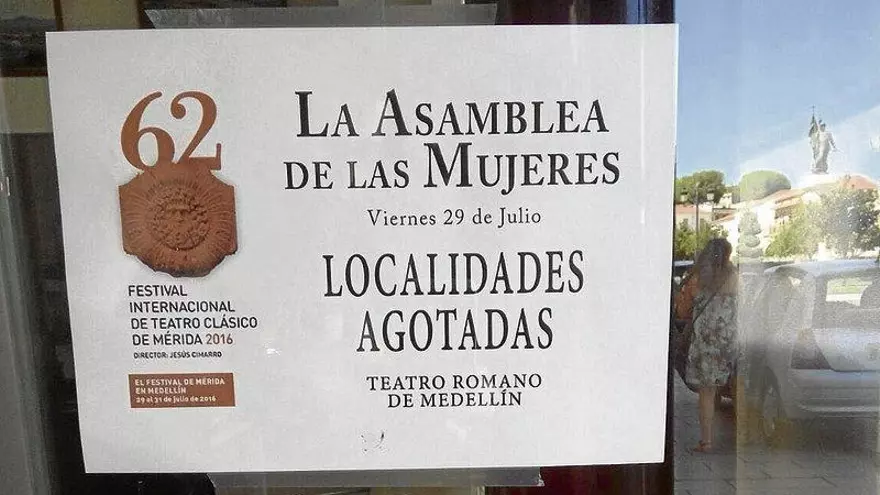 62
FESTIVAL
INTERNACIONAL
DE TEATRO CLÁSICO
DE MÉRIDA 2016
DIRECTOR: JESÚS CIMARRO
EL FESTIVAL DE MÉRIDA
EN MEDELLÍN
29 al 31 de julio de 2016
LA ASAMBLEA
DE LAS MUJERES
Viernes 29 de Julio
LOCALIDADES
AGOTADAS
TEATRO ROMANO
DE MEDELLÍN